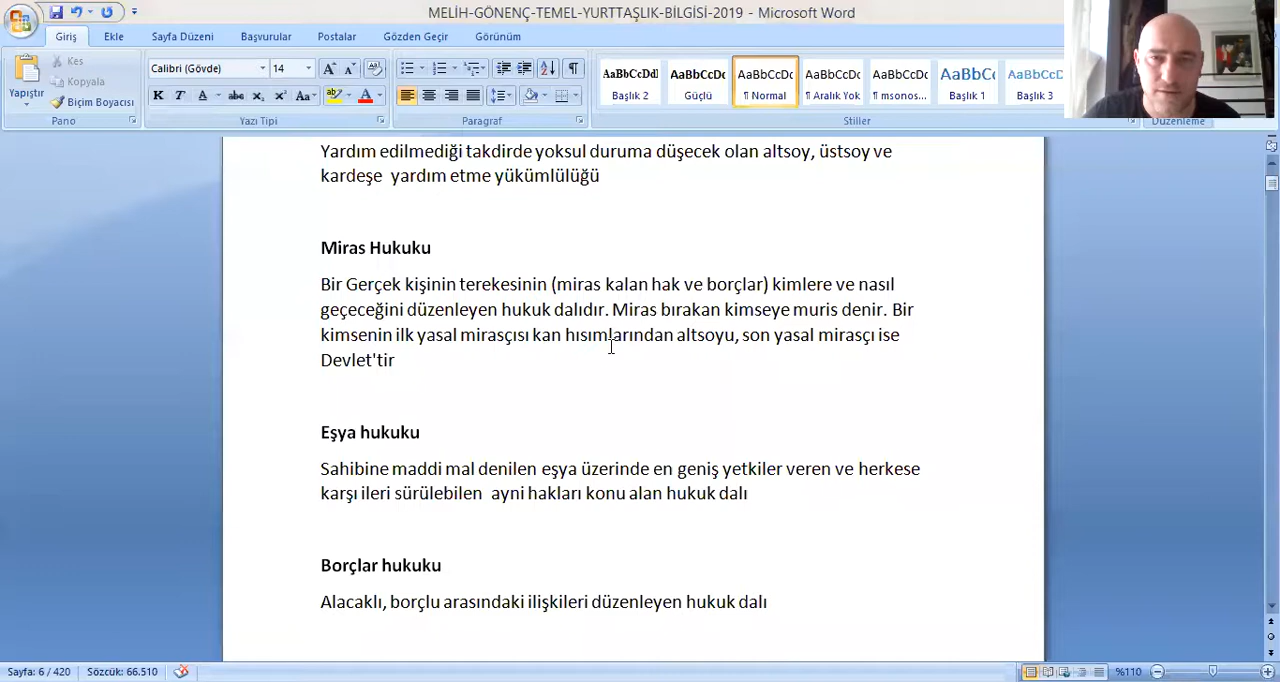 MELİH-GÖNENÇ-TEMEL-YURTTAŞLIK-BİLGİSİ-2019 - Microsoft Word
Giriş Ekle Sayfa Düzeni Başvurular Postalar Gözden Geçir Görünüm
Yapıştır
Kes
Kopyala
Biçim Boyacısı
Pano
Calibri (Gövde) 14
Yazı Tipi
Paragraf
AaBbCcDd AaBbCcDc AaBbCcDc AaBbCcDc AaBbCcDc AaBbCc AaBbCcDc
Başlık 2 Güçlü ¶ Normal ¶ Aralık Yok ¶ msonos... Başlık 1 Başlık 3
Stiller
Düzenleme
Yardım edilmediği takdirde yoksul duruma düşecek olan altsoy, üstsoy ve
kardeşe yardım etme yükümlülüğü
Miras Hukuku
Bir Gerçek kişinin terekesinin (miras kalan hak ve borçlar) kimlere ve nasıl
geçeceğini düzenleyen hukuk dalıdır. Miras bırakan kimseye muris denir. Bir
kimsenin ilk yasal mirasçısı kan hısımlarından altsoyu, son yasal mirasçı ise
Devlet'tir
Eşya hukuku
Sahibine maddi mal denilen eşya üzerinde en geniş yetkiler veren ve herkese
karşı ileri sürülebilen ayni hakları konu alan hukuk dalı
Borçlar hukuku
Alacaklı, borçlu arasındaki ilişkileri düzenleyen hukuk dalı
Sayfa: 6 / 420 Sözcük: 66.510 %110